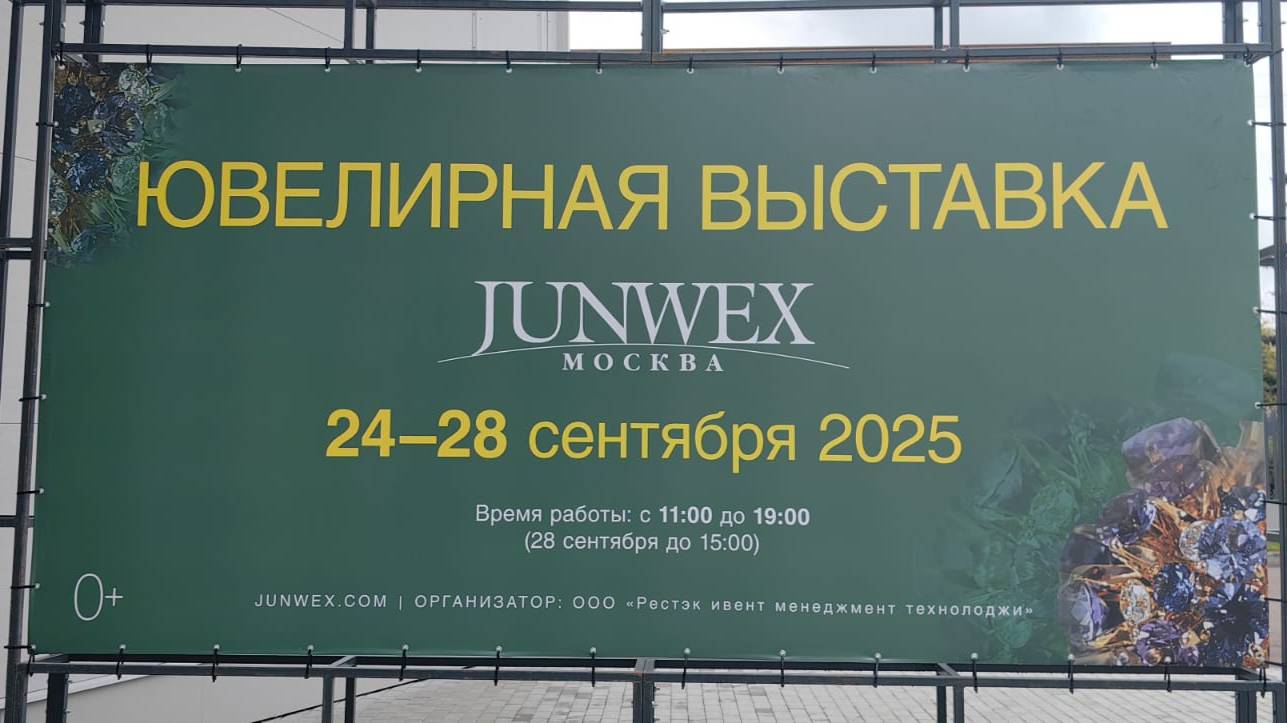 ЮВЕЛИРНАЯ ВЫСТАВКА
JUNWEX
МОСКВА
24–28 сентября 2025
Время работы: с 11:00 до 19:00
(28 сентября до 15:00)
0+
JUNWEX.COM | ОРГАНИЗАТОР: ООО «Рестэк ивент менеджмент технолоджи»